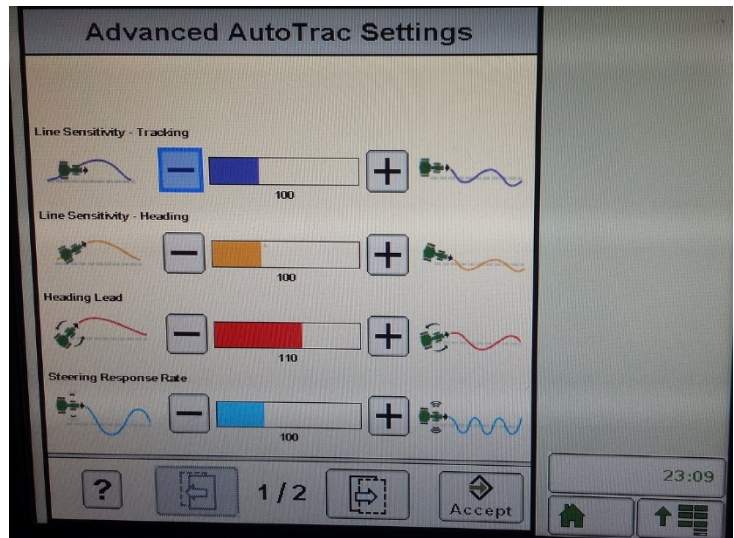 Advanced AutoTrac Settings
Line Sensitivity - Tracking
100
Line Sensitivity - Heading
100
Heading Lead
110
Steering Response Rate
100
?
1 / 2
Accept
23:09